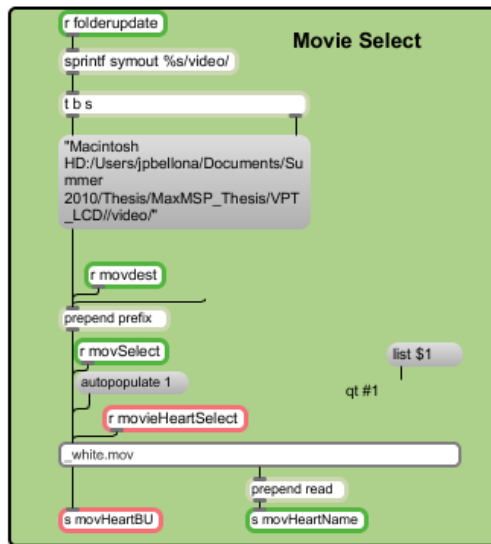 r folderupdate
Movie Select
sprintf symout %s/video/
t b s
"Macintosh
HD:/Users/jpbellona/Documents/Su
mmer
2010/Thesis/MaxMSP_Thesis/VPT
_LCD//video/"
r movdest
prepend prefix
r movSelect
list $1
autopopulate 1
qt #1
r movieHeartSelect
_white.mov
prepend read
s movHeartBU
s movHeartName